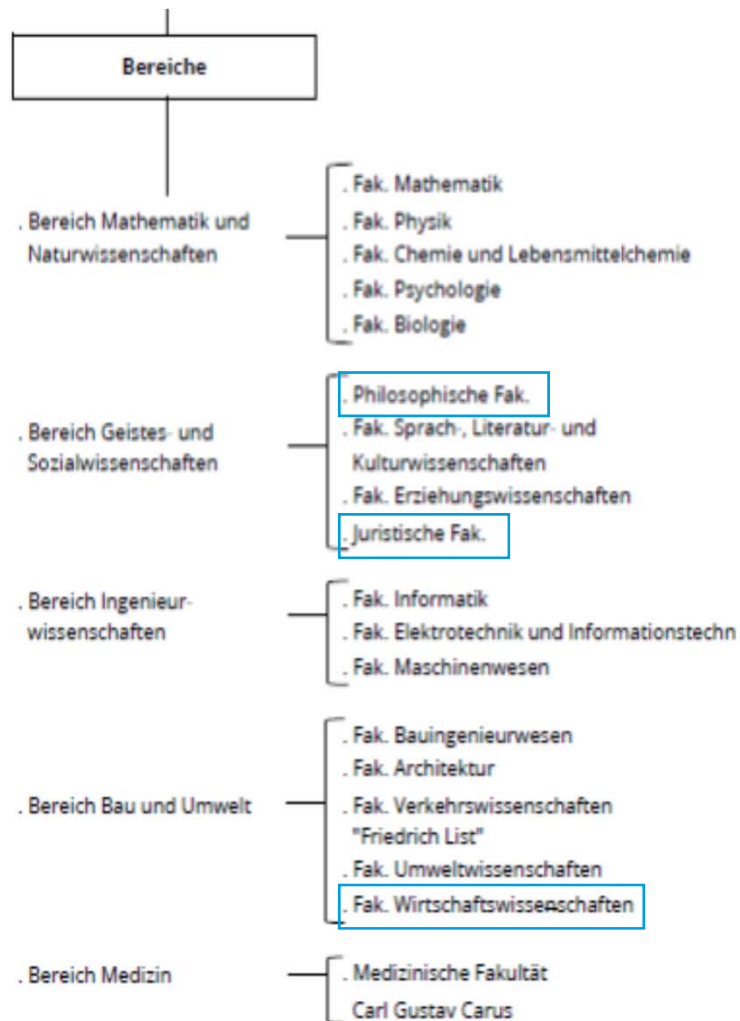 Bereiche
. Bereich Mathematik und
Naturwissenschaften
. Fak. Mathematik
. Fak. Physik
. Fak. Chemie und Lebensmittelchemie
. Fak. Psychologie
. Fak. Biologie
. Bereich Geistes- und
Sozialwissenschaften
. Philosophische Fak.
. Fak. Sprach-, Literatur- und
Kulturwissenschaften
. Fak. Erziehungswissenschaften
. Juristische Fak.
. Bereich Ingenieur-
wissenschaften
. Fak. Informatik
. Fak. Elektrotechnik und Informationstechn
. Fak. Maschinenwesen
. Bereich Bau und Umwelt
. Fak. Bauingenieurwesen
. Fak. Architektur
. Fak. Verkehrswissenschaften
"Friedrich List"
. Fak. Umweltwissenschaften
. Fak. Wirtschaftswissenschaften
. Bereich Medizin
. Medizinische Fakultät
Carl Gustav Carus